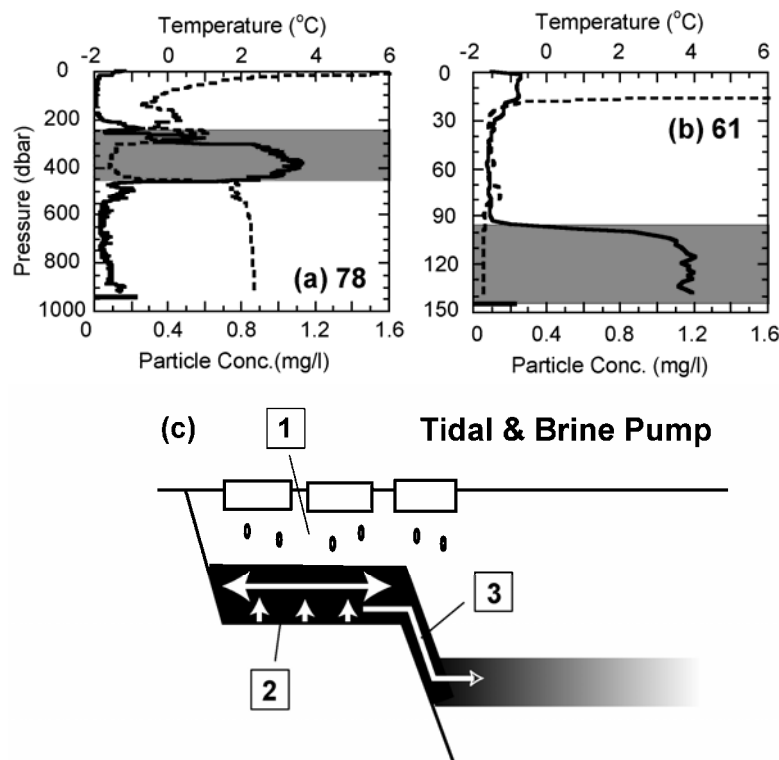 Temperature (°C)
-2 0 2 4 6
0
200
400
600
800
1000
Pressure (dbar)
(a) 78
0 0.4 0.8 1.2 1.6
Particle Conc.(mg/l)
Temperature (°C)
-2 0 2 4 6
0
30
60
90
120
150
(b) 61
0 0.4 0.8 1.2 1.6
Particle Conc. (mg/l)
(c)
1
Tidal & Brine Pump
3
2